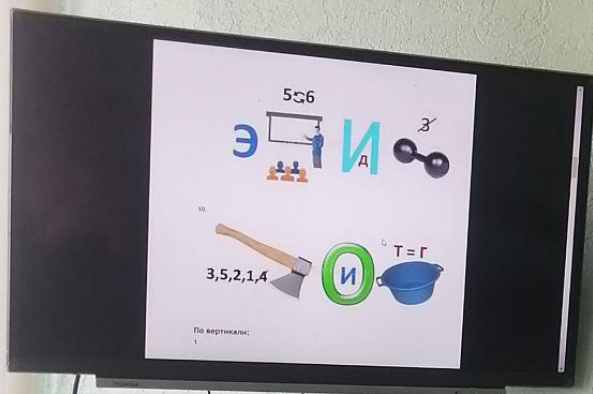 5 6
Э И д 3
10.
3,5,2,1,4 О И Т = Г
По вертикали:
1